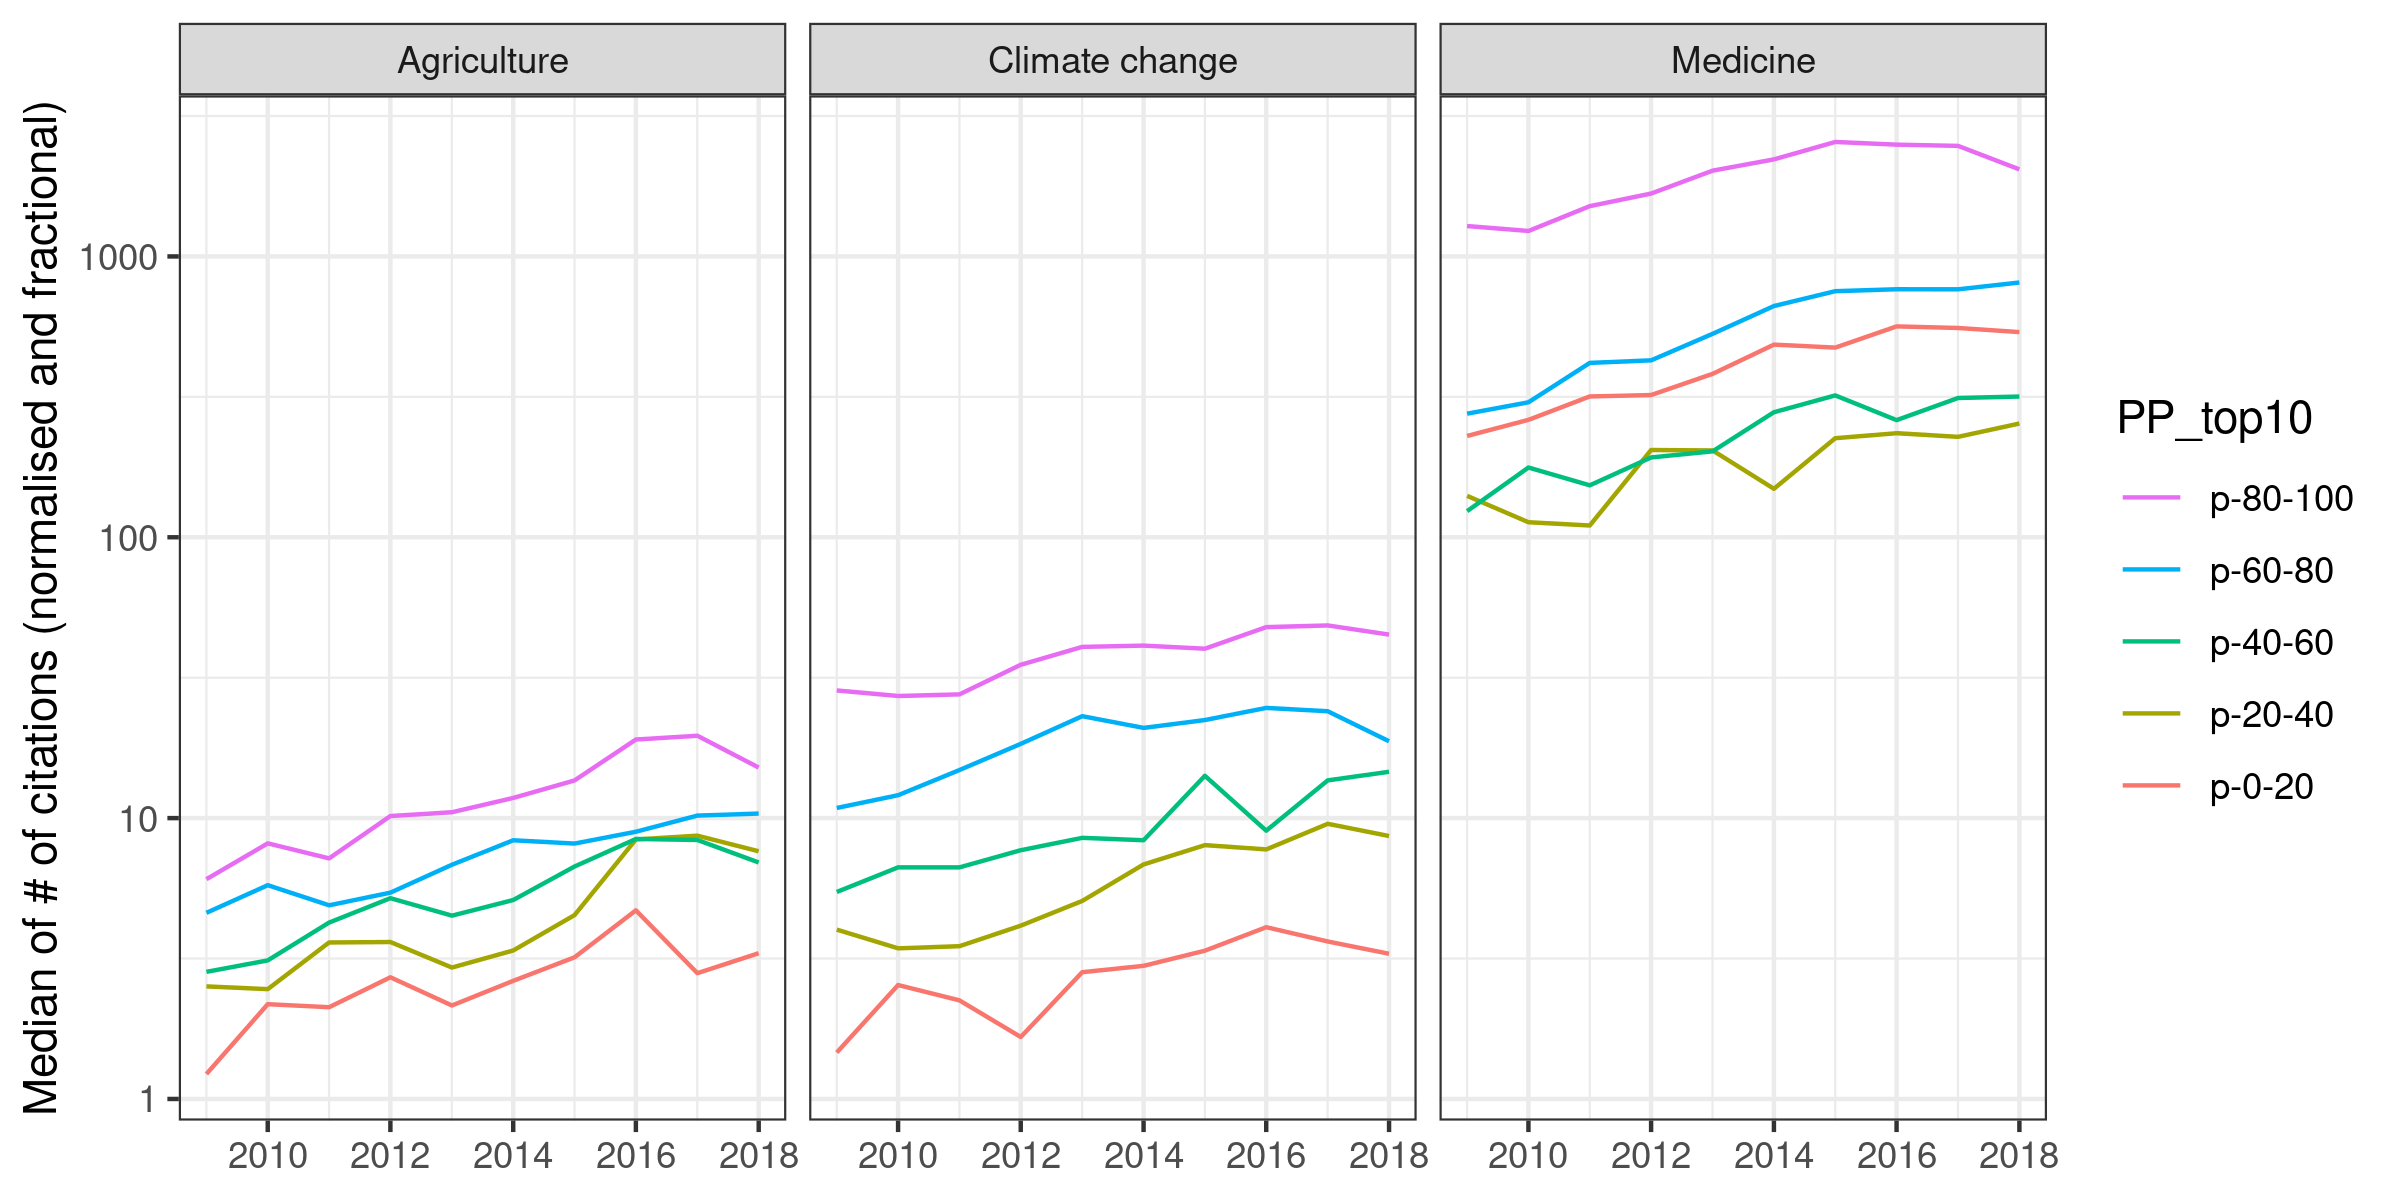 Agriculture
Climate change
Medicine
Median of # of citations (normalised and fractional)
1000
100
10
1
2010 2012 2014 2016 2018
2010 2012 2014 2016 2018
2010 2012 2014 2016 2018
PP_top10
p-80-100
p-60-80
p-40-60
p-20-40
p-0-20